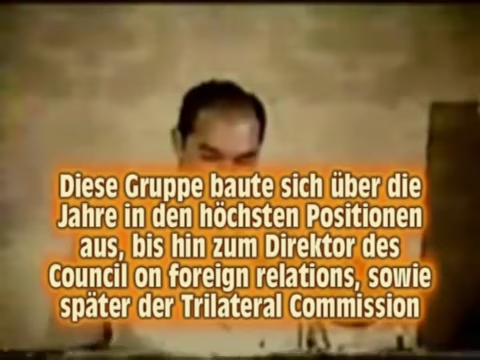 Diese Gruppe baute sich über die
Jahre in den höchsten Positionen
aus, bis hin zum Direktor des
Council on foreign relations, sowie
später der Trilateral Commission